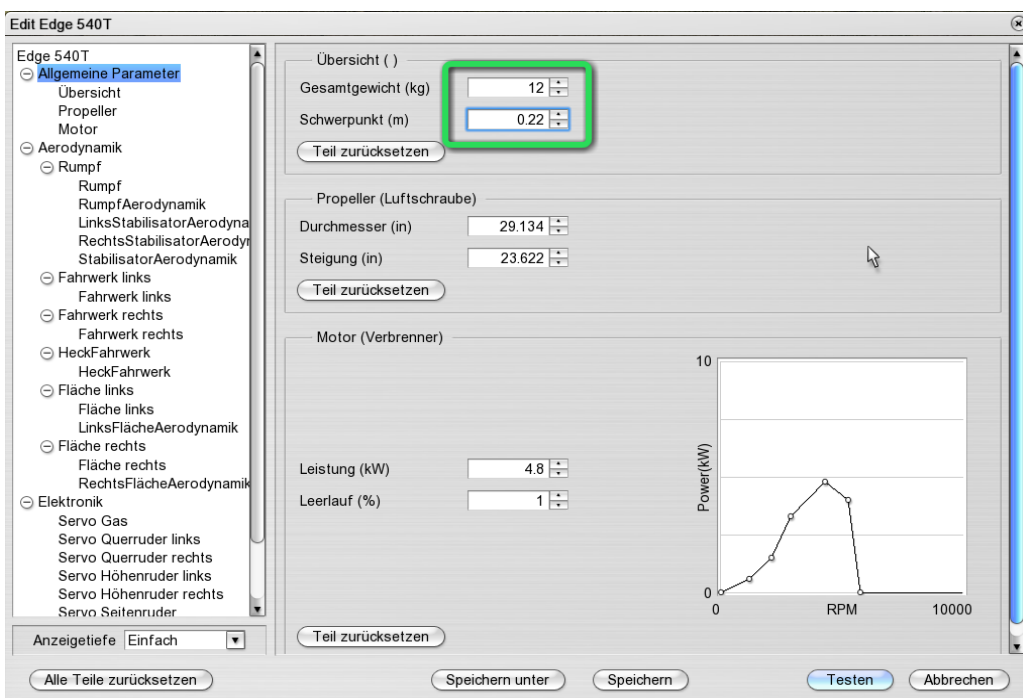 Edit Edge 540T
Edge 540T
Allgemeine Parameter
Übersicht
Propeller
Motor
Aerodynamik
Rumpf
Rumpf
RumpfAerodynamik
LinksStabilisatorAerodyna
RechtsStabilisatorAerodyn
StabilisatorAerodynamik
Fahrwerk links
Fahrwerk links
Fahrwerk rechts
Fahrwerk rechts
HeckFahrwerk
HeckFahrwerk
Fläche links
Fläche links
LinksFlächeAerodynamik
Fläche rechts
Fläche rechts
RechtsFlächeAerodynamik
Elektronik
Servo Gas
Servo Querruder links
Servo Querruder rechts
Servo Höhenruder links
Servo Höhenruder rechts
Servo Seitenruder
Anzeigetiefe Einfach
Übersicht ( )
Gesamtgewicht (kg) 12
Schwerpunkt (m) 0.22
Teil zurücksetzen
Propeller (Luftschraube)
Durchmesser (in) 29.134
Steigung (in) 23.622
Teil zurücksetzen
Motor (Verbrenner)
Leistung (kW) 4.8
Leerlauf (%) 1
10
Power(kW)
0
0 RPM 10000
Teil zurücksetzen
Alle Teile zurücksetzen Speichern unter Speichern Testen Abbrechen